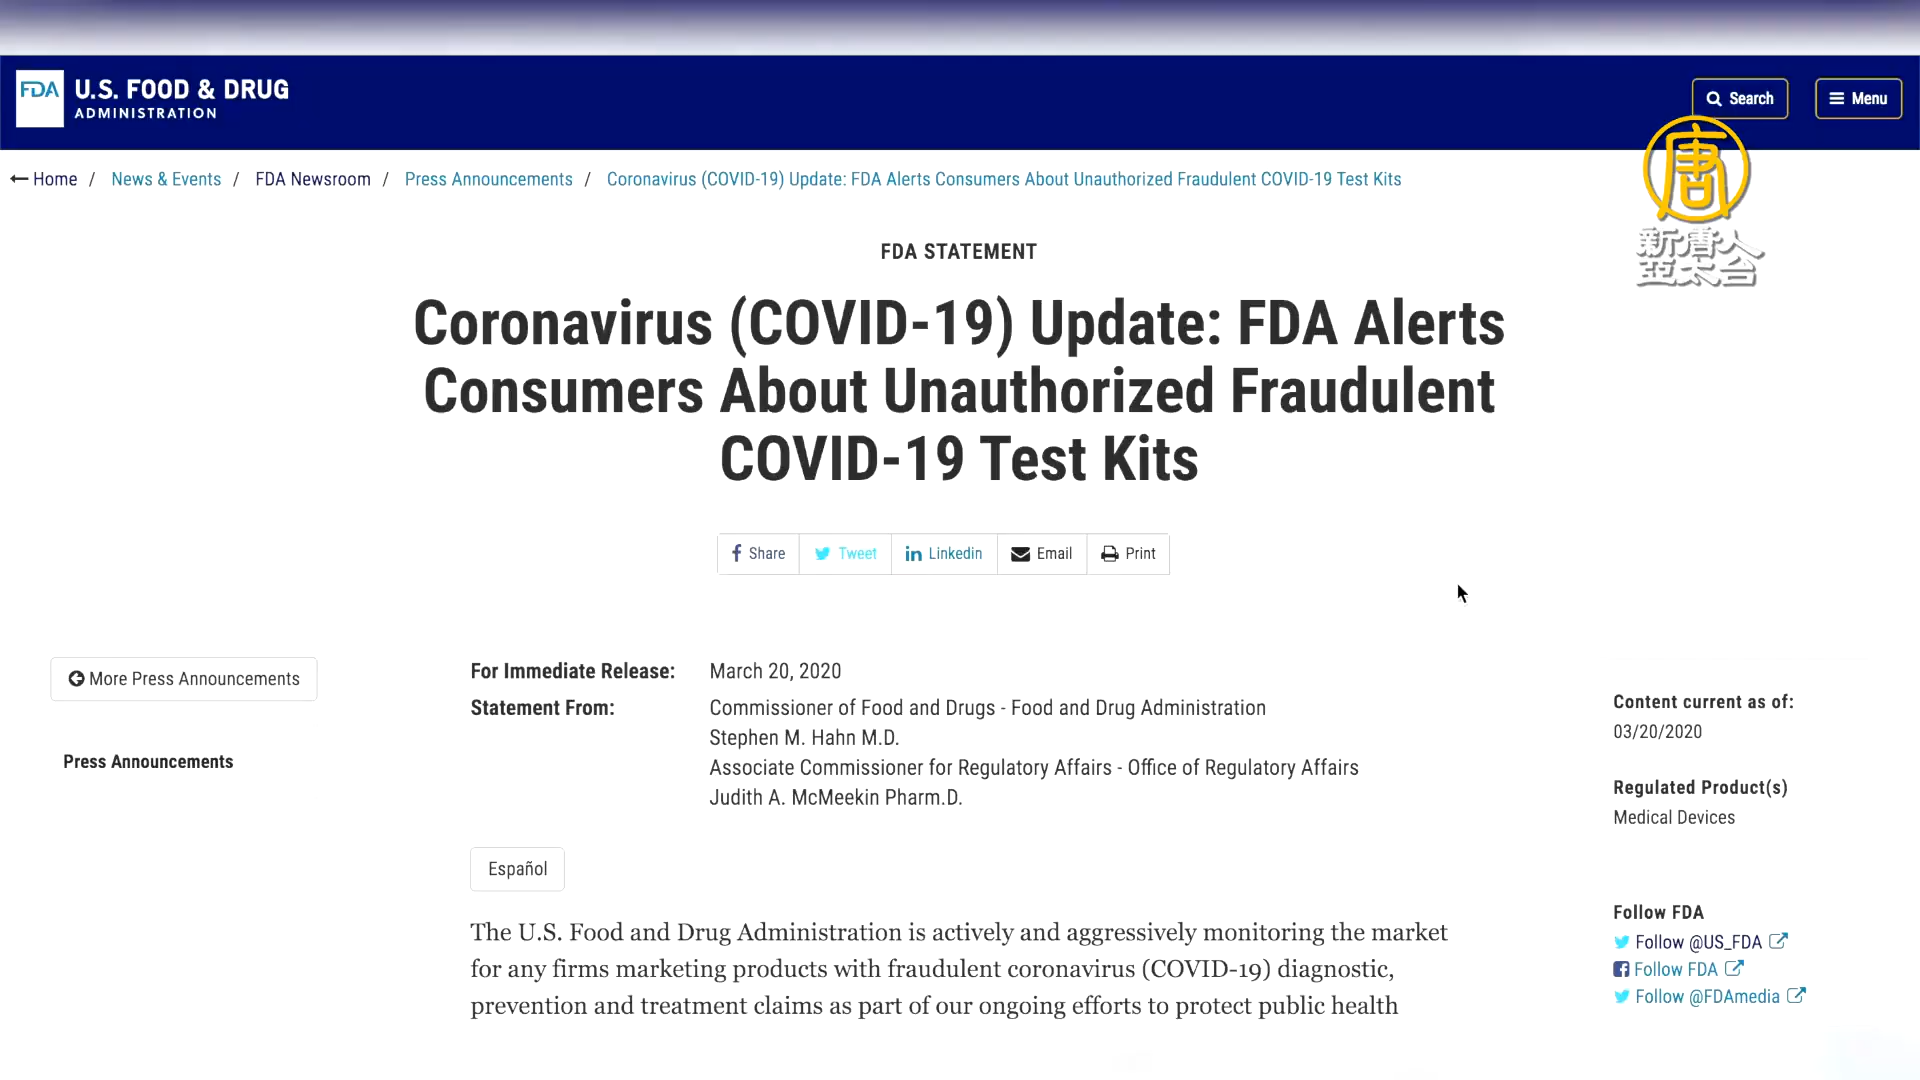 FDA U.S. FOOD & DRUG
ADMINISTRATION
Search
Menu
Home / News & Events / FDA Newsroom / Press Announcements / Coronavirus (COVID-19) Update: FDA Alerts Consumers About Unauthorized Fraudulent COVID-19 Test Kits
唐
新唐人
亞太台
FDA STATEMENT
Coronavirus (COVID-19) Update: FDA Alerts
Consumers About Unauthorized Fraudulent
COVID-19 Test Kits
Share Tweet Linkedin Email Print
More Press Announcements
Press Announcements
For Immediate Release: March 20, 2020
Statement From: Commissioner of Food and Drugs - Food and Drug Administration
Stephen M. Hahn M.D.
Associate Commissioner for Regulatory Affairs - Office of Regulatory Affairs
Judith A. McMeekin Pharm.D.
Español
The U.S. Food and Drug Administration is actively and aggressively monitoring the market
for any firms marketing products with fraudulent coronavirus (COVID-19) diagnostic,
prevention and treatment claims as part of our ongoing efforts to protect public health
Content current as of:
03/20/2020
Regulated Product(s)
Medical Devices
Follow FDA
Follow @US_FDA
Follow FDA
Follow @FDAmedia